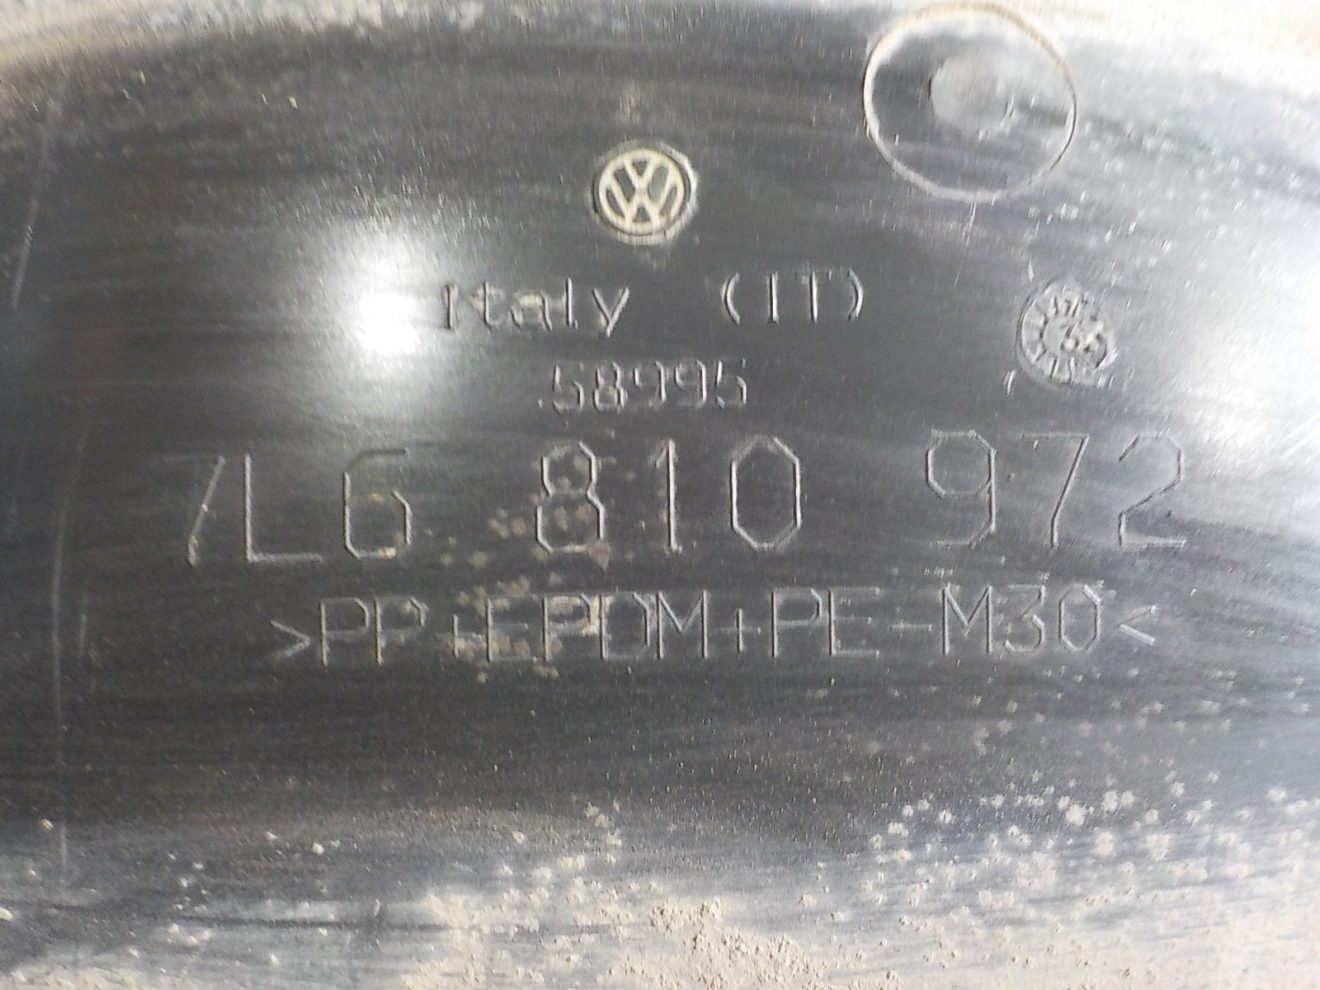 Italy (IT)
58995
7L6 810 972
>PP+EPDM+PE-M30<